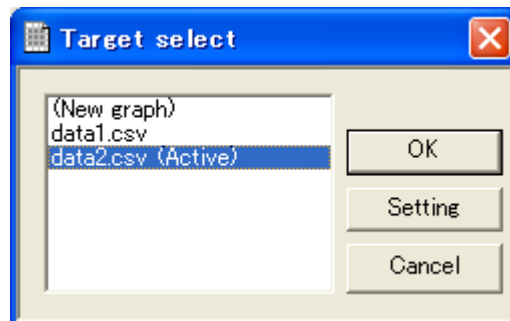 Target select
(New graph)
data1.csv
data2.csv (Active)
OK
Setting
Cancel